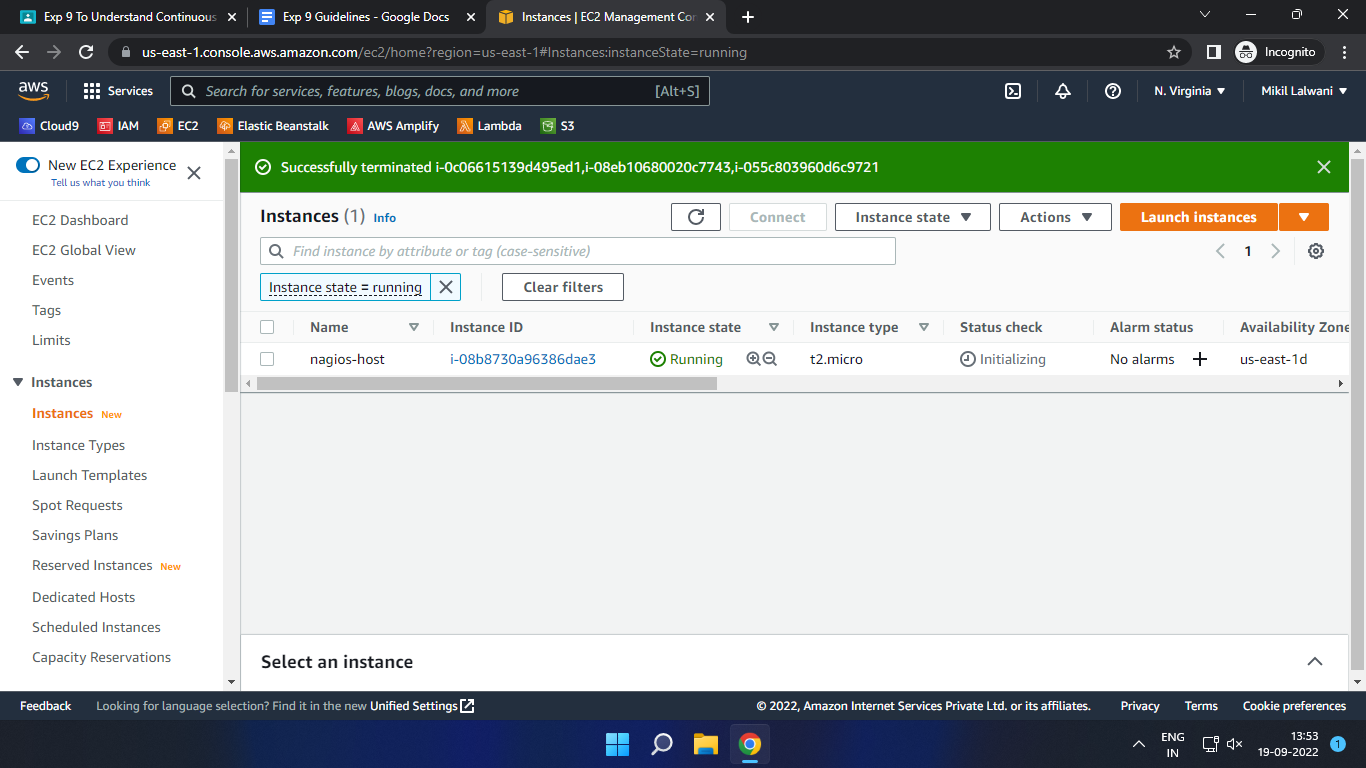 Exp 9 To Understand Continuous
Exp 9 Guidelines - Google Docs
Instances | EC2 Management Con
us-east-1.console.aws.amazon.com/ec2/home?region=us-east-1#Instances:instanceState=running
Incognito
aws
Services
Search for services, features, blogs, docs, and more
[Alt+S]
N. Virginia
Mikil Lalwani
Cloud9
IAM
EC2
Elastic Beanstalk
AWS Amplify
Lambda
S3
New EC2 Experience
Tell us what you think
EC2 Dashboard
EC2 Global View
Events
Tags
Limits
Instances
Instances New
Instance Types
Launch Templates
Spot Requests
Savings Plans
Reserved Instances New
Dedicated Hosts
Scheduled Instances
Capacity Reservations
Successfully terminated i-0c06615139d495ed1,i-08eb10680020c7743,i-055c803960d6c9721
Instances (1) Info
Connect
Instance state
Actions
Launch instances
Find instance by attribute or tag (case-sensitive)
1
Instance state = running
Clear filters
Name Instance ID Instance state Instance type Status check Alarm status Availability Zone
nagios-host i-08b8730a96386dae3 Running t2.micro Initializing No alarms us-east-1d
Select an instance
Feedback
Looking for language selection? Find it in the new Unified Settings
© 2022, Amazon Internet Services Private Ltd. or its affiliates.
Privacy
Terms
Cookie preferences
ENG
IN
13:53
19-09-2022
1